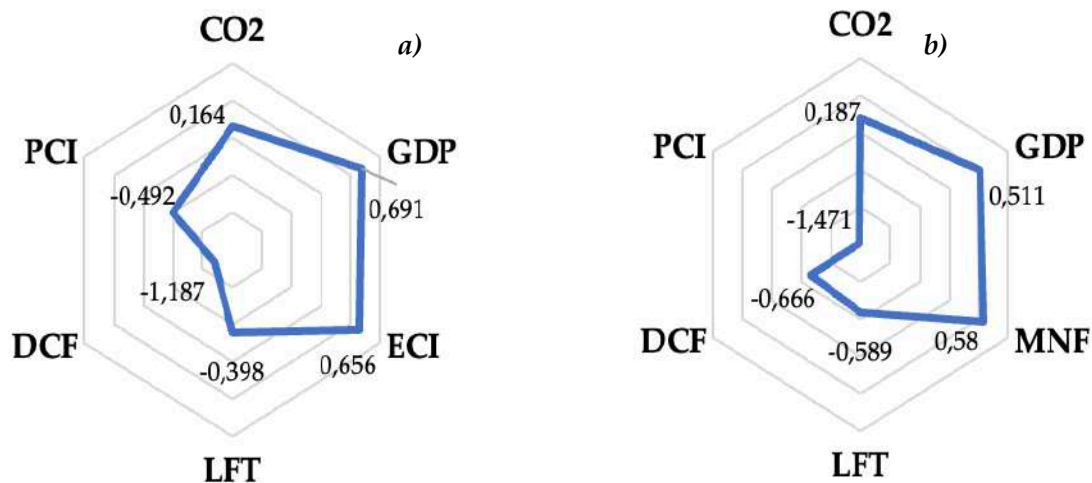 a)
CO2
0,164
GDP
0,691
ECI
0,656
LFT
-0,398
DCF
-1,187
PCI
-0,492
b)
CO2
0,187
GDP
0,511
MNF
0,58
LFT
-0,589
DCF
-0,666
PCI
-1,471